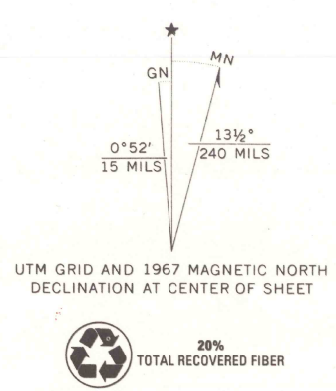 ★
MN
GN
0°52'
15 MILS
13½°
240 MILS
UTM GRID AND 1967 MAGNETIC NORTH
DECLINATION AT CENTER OF SHEET
20%
TOTAL RECOVERED FIBER